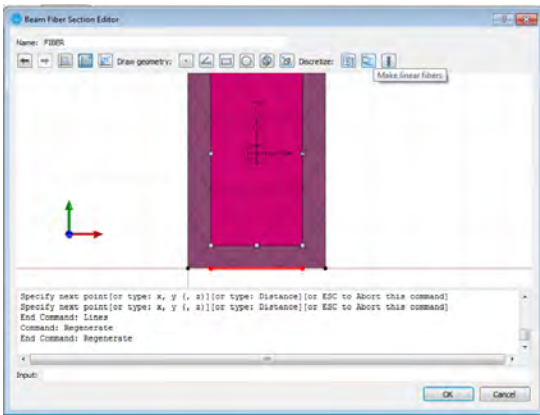 Beam Fiber Section Editor
Name: FIBER
Draw geometry:
Discretize:
Make linear fibers
Specify next point[or type: x, y (, z)][or type: Distance][or ESC to Abort this command]
Specify next point[or type: x, y (, z)][or type: Distance][or ESC to Abort this command]
End Command: Lines
Command: Regenerate
End Command: Regenerate
Input:
OK
Cancel